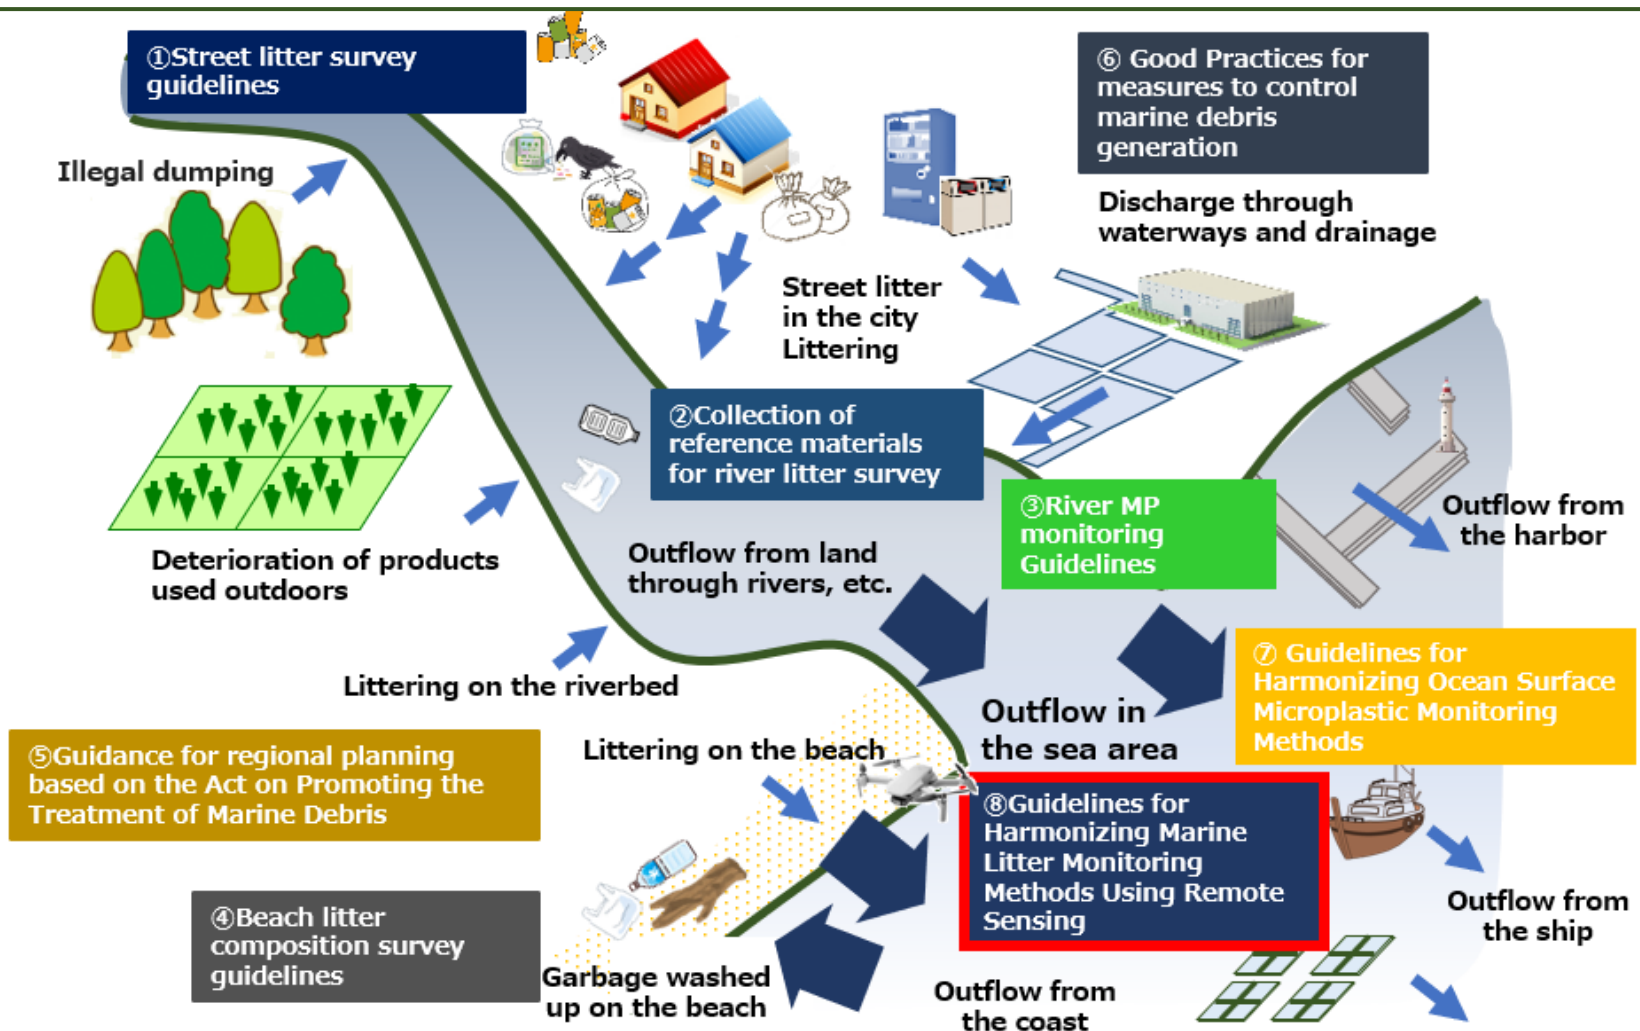 ①Street litter survey
guidelines
⑥ Good Practices for
measures to control
marine debris
generation
Illegal dumping
Discharge through
waterways and drainage
Street litter
in the city
Littering
②Collection of
reference materials
for river litter survey
③River MP
monitoring
Guidelines
Outflow from
the harbor
Deterioration of products
used outdoors
Outflow from land
through rivers, etc.
Littering on the riverbed
⑦ Guidelines for
Harmonizing Ocean Surface
Microplastic Monitoring
Methods
Outflow in
the sea area
⑤Guidance for regional planning
based on the Act on Promoting the
Treatment of Marine Debris
Littering on the beach
⑧Guidelines for
Harmonizing Marine
Litter Monitoring
Methods Using Remote
Sensing
④Beach litter
composition survey
guidelines
Outflow from
the ship
Garbage washed
up on the beach
Outflow from
the coast